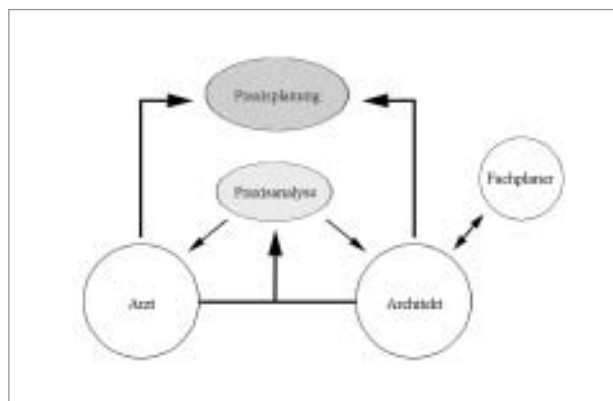 Praxisplanung
Praxisanalyse
Fachplaner
Arzt
Architekt